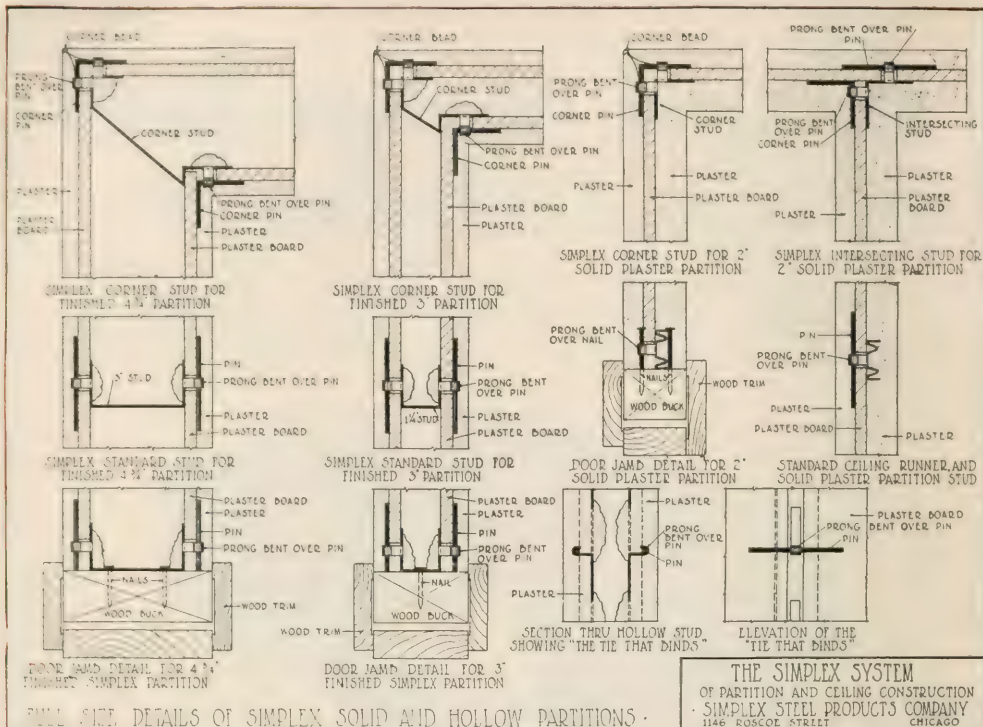 CORNER BEAD
PRONG
BENT OVER
PIN
CORNER
PIN
CORNER STUD
PLASTER
PLASTER
BOARD
PRONG BENT OVER PIN
CORNER PIN
PLASTER
PLASTER BOARD
SIMPLEX CORNER STUD FOR
FINISHED 4 3/4" PARTITION
CORNER BEAD
CORNER STUD
PRONG BENT OVER PIN
CORNER PIN
PLASTER BOARD
PLASTER
SIMPLEX CORNER STUD FOR
FINISHED 3" PARTITION
CORNER BEAD
PRONG BENT
OVER PIN
CORNER PIN
CORNER
STUD
PLASTER
PLASTER
PLASTER BOARD
SIMPLEX CORNER STUD FOR 2"
SOLID PLASTER PARTITION
PRONG BENT OVER PIN
PIN
PRONG BENT
OVER PIN
CORNER PIN
INTERSECTING
STUD
PLASTER
PLASTER
BOARD
PLASTER
SIMPLEX INTERSECTING STUD FOR
2" SOLID PLASTER PARTITION
PIN
3" STUD
PRONG BENT OVER PIN
PLASTER
PLASTER BOARD
SIMPLEX STANDARD STUD FOR
FINISHED 4 3/4" PARTITION
PIN
PRONG BENT
OVER PIN
1 1/4" STUD
PLASTER
PLASTER BOARD
SIMPLEX STANDARD STUD FOR
FINISHED 3" PARTITION
PRONG BENT
OVER NAIL
NAILS
WOOD TRIM
WOOD BUCK
DOOR JAMB DETAIL FOR 2"
SOLID PLASTER PARTITION
PIN
PRONG BENT
OVER PIN
PLASTER
PLASTER BOARD
PLASTER
STANDARD CEILING RUNNER, AND
SOLID PLASTER PARTITION STUD
PLASTER BOARD
PLASTER
PIN
PRONG BENT OVER PIN
NAILS
WOOD BUCK
WOOD TRIM
DOOR JAMB DETAIL FOR 4 3/4"
FINISHED SIMPLEX PARTITION
PLASTER BOARD
PLASTER
PIN
PRONG BENT
OVER PIN
NAIL
WOOD BUCK
WOOD TRIM
DOOR JAMB DETAIL FOR 3"
FINISHED SIMPLEX PARTITION
PLASTER
PRONG
BENT OVER
PIN
PIN
PLASTER
SECTION THRU HOLLOW STUD
SHOWING "THE TIE THAT BINDS"
PLASTER BOARD
PRONG BENT OVER PIN
PIN
ELEVATION OF THE
"TIE THAT BINDS"
FULL SIZE DETAILS OF SIMPLEX SOLID AND HOLLOW PARTITIONS ·
THE SIMPLEX SYSTEM
OF PARTITION AND CEILING CONSTRUCTION
· SIMPLEX STEEL PRODUCTS COMPANY
1146 ROSCOE STREET CHICAGO